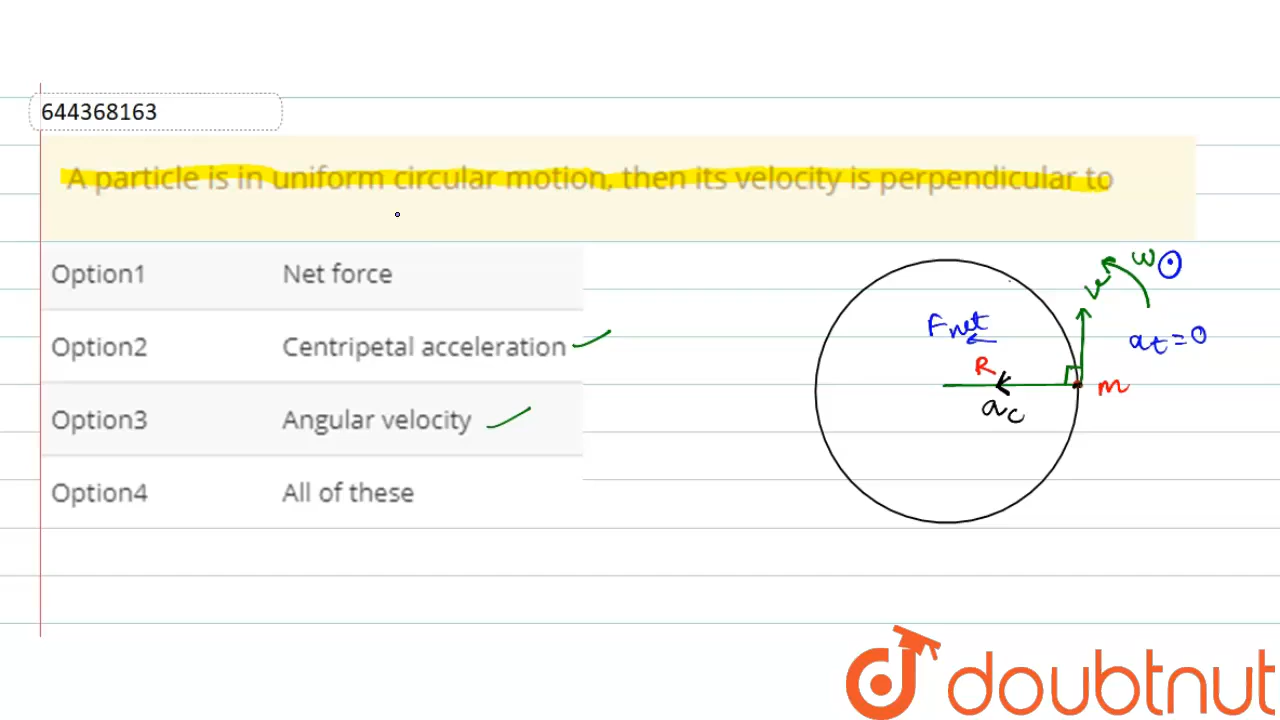 644368163
A particle is in uniform circular motion, then its velocity is perpendicular to
Option1 Net force
Option2 Centripetal acceleration
Option3 Angular velocity
Option4 All of these
ω
v
Fnet
at=0
R
m
ac
doubtnut